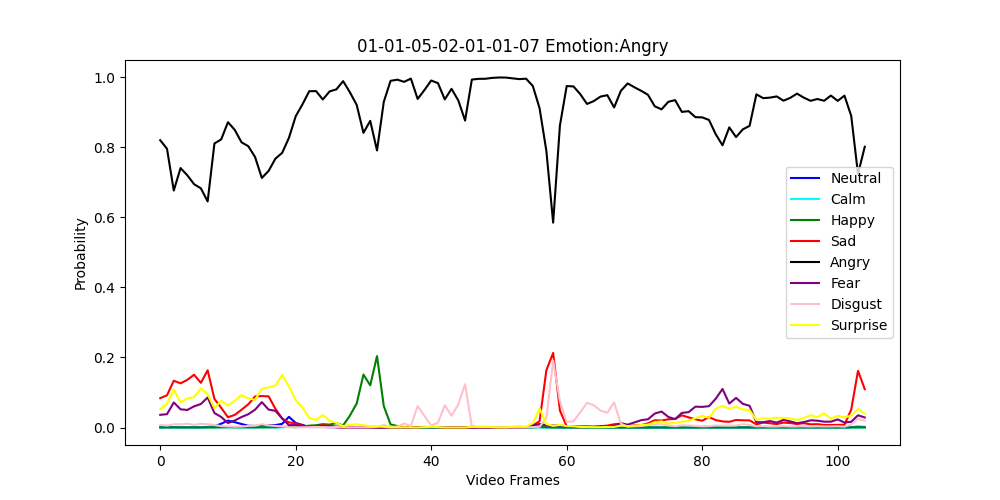 01-01-05-02-01-01-07 Emotion:Angry
Probability
1.0
0.8
0.6
0.4
0.2
0.0
Neutral
Calm
Happy
Sad
Angry
Fear
Disgust
Surprise
0 20 40 60 80 100
Video Frames